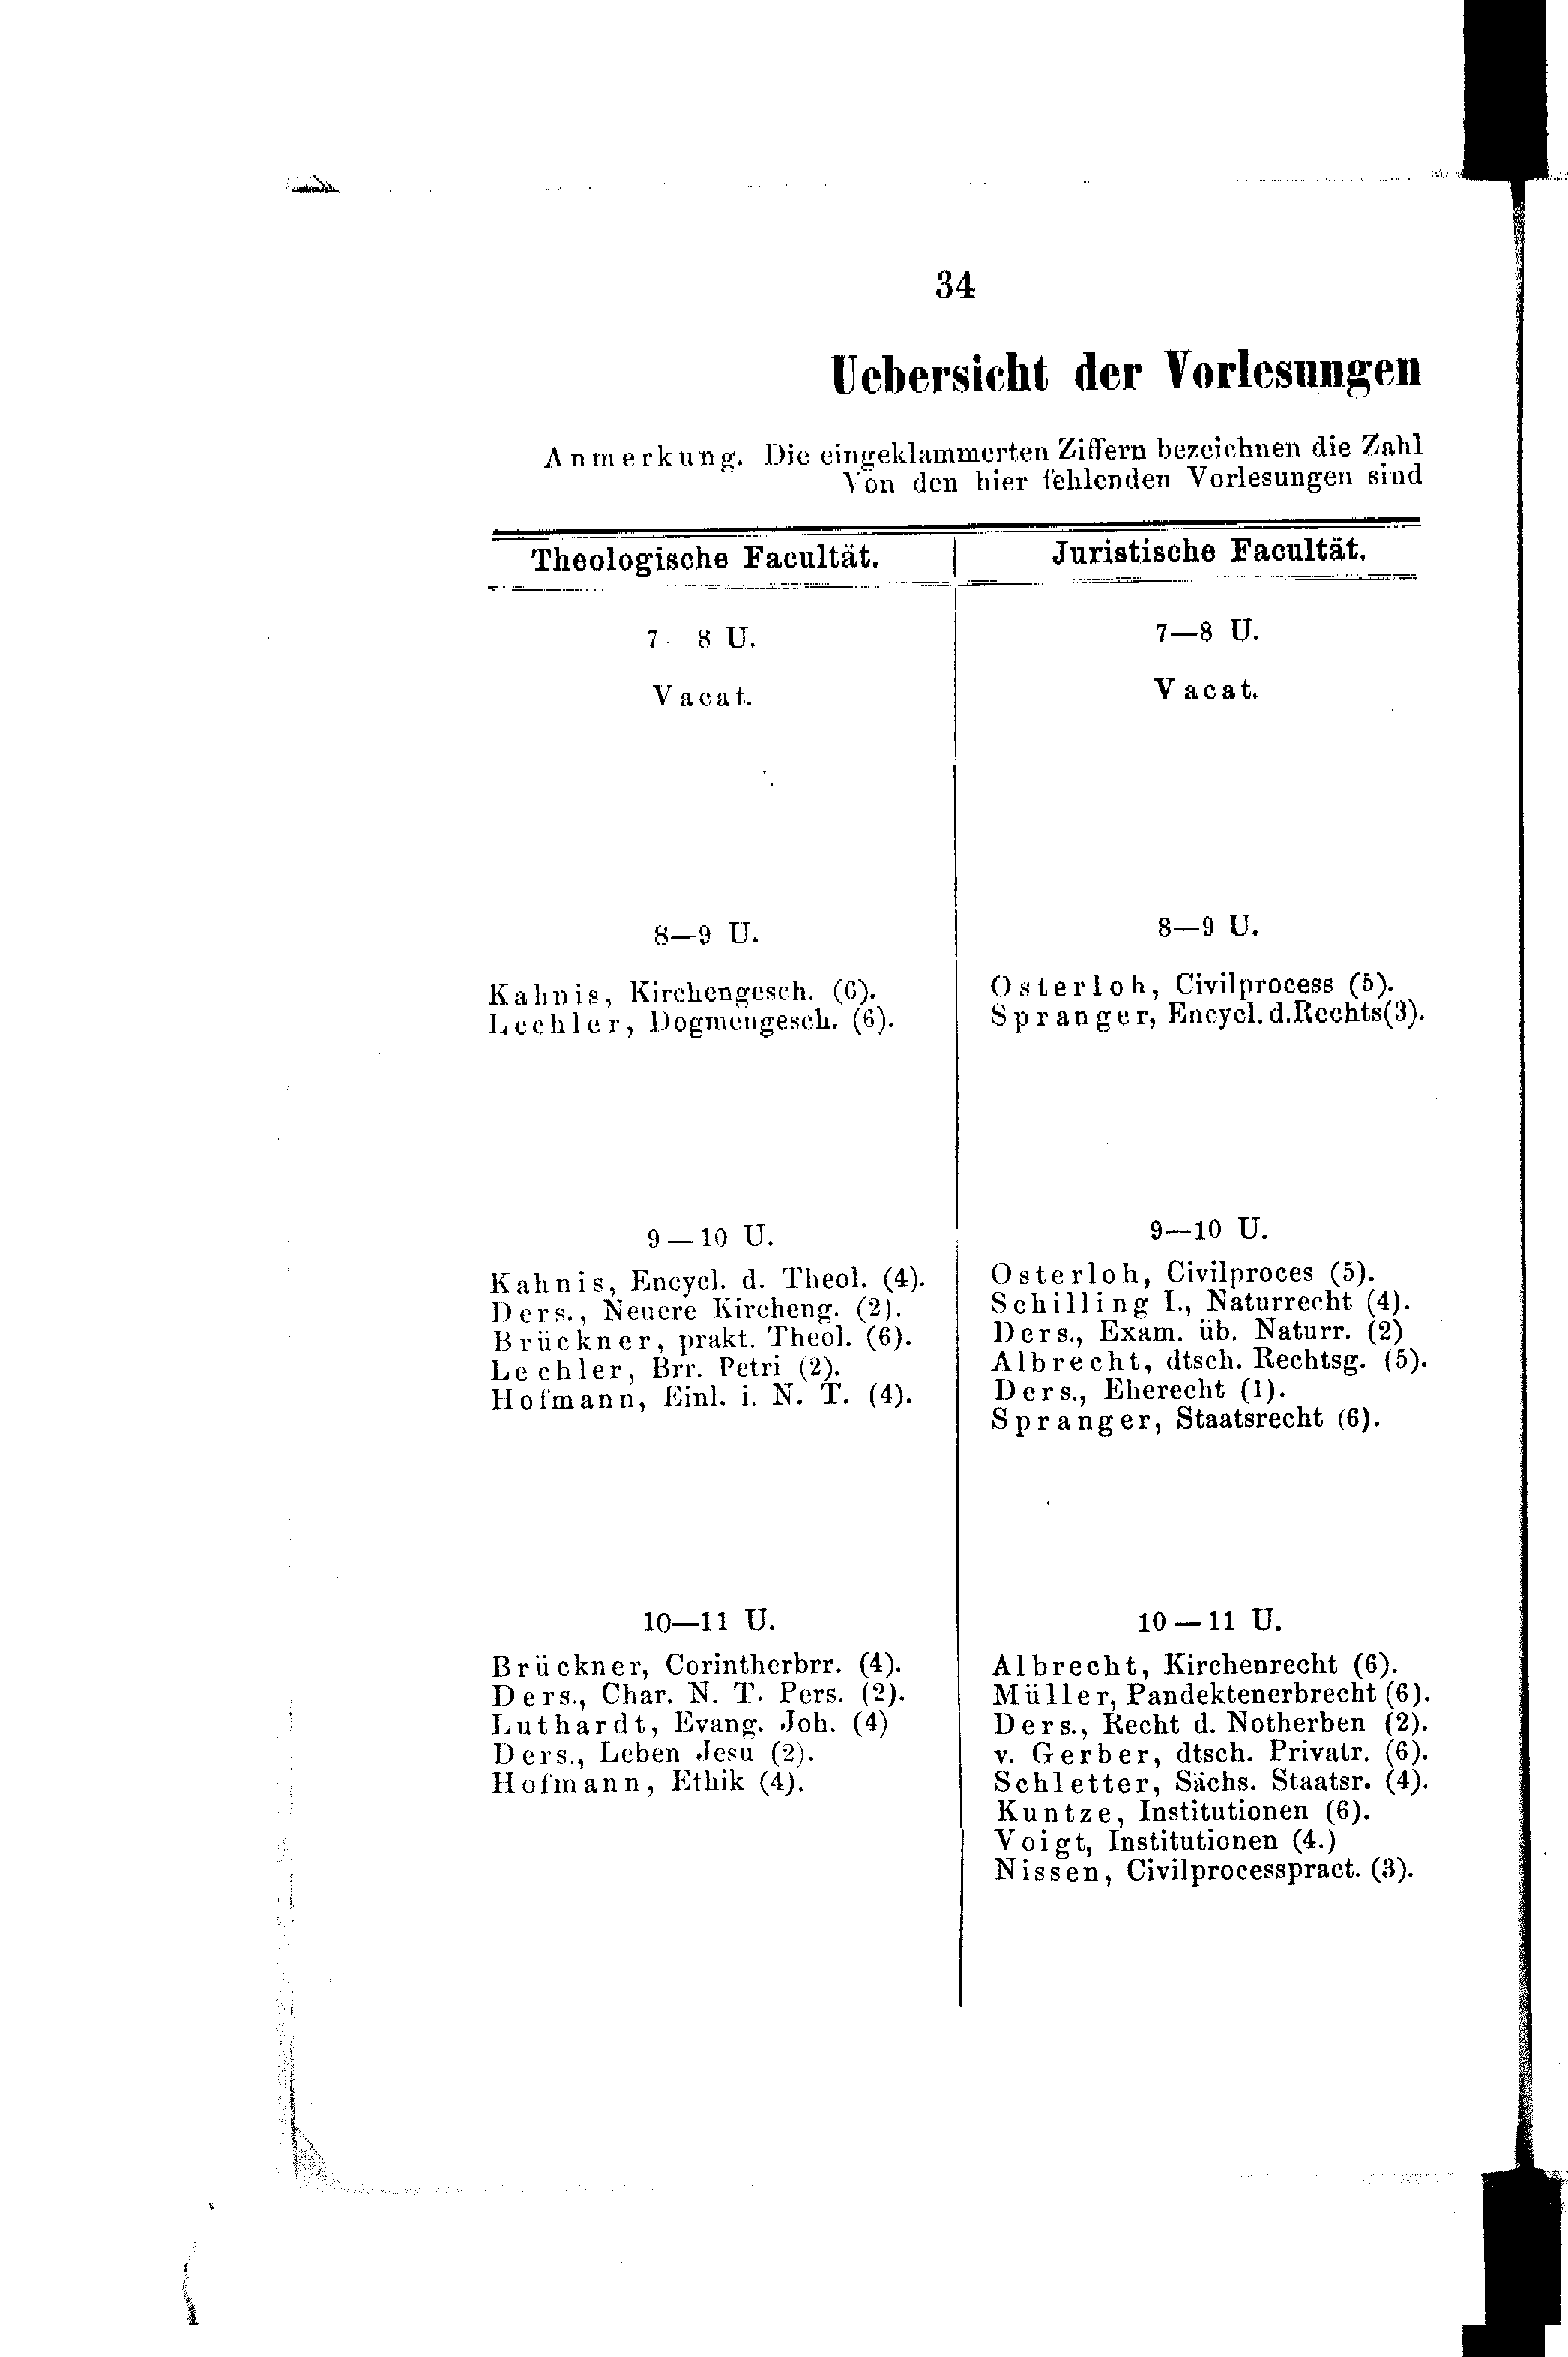 34
Uebersicht der Vorlesungen
Anmerkung. Die eingeklammerten Ziffern bezeichnen die Zahl
Von den hier fehlenden Vorlesungen sind
Theologische Facultät.
7—8 U.
Vacat.
8—9 U.
Kahnis, Kirchengesch. (6).
Lechler, Dogmengesch. (6).
9—10 U.
Kahnis, Encycl. d. Theol. (4).
Ders., Neuere Kircheng. (2).
Brückner, prakt. Theol. (6).
Lechler, Brr. Petri (2).
Hofmann, Einl. i. N. T. (4).
10—11 U.
Brückner, Corintherbrr. (4).
Ders., Char. N. T. Pers. (2).
Luthardt, Evang. Joh. (4)
Ders., Leben Jesu (2).
Hofmann, Ethik (4).
Juristische Facultät.
7—8 U.
Vacat.
8—9 U.
Osterloh, Civilprocess (5).
Spranger, Encycl. d.Rechts(3).
9—10 U.
Osterloh, Civilproces (5).
Schilling I., Naturrecht (4).
Ders., Exam. üb. Naturr. (2)
Albrecht, dtsch. Rechtsg. (5).
Ders., Eherecht (1).
Spranger, Staatsrecht (6).
10—11 U.
Albrecht, Kirchenrecht (6).
Müller, Pandektenerbrecht (6).
Ders., Recht d. Notherben (2).
v. Gerber, dtsch. Privatr. (6).
Schletter, Sächs. Staatsr. (4).
Kuntze, Institutionen (6).
Voigt, Institutionen (4.)
Nissen, Civilprocesspract. (3).